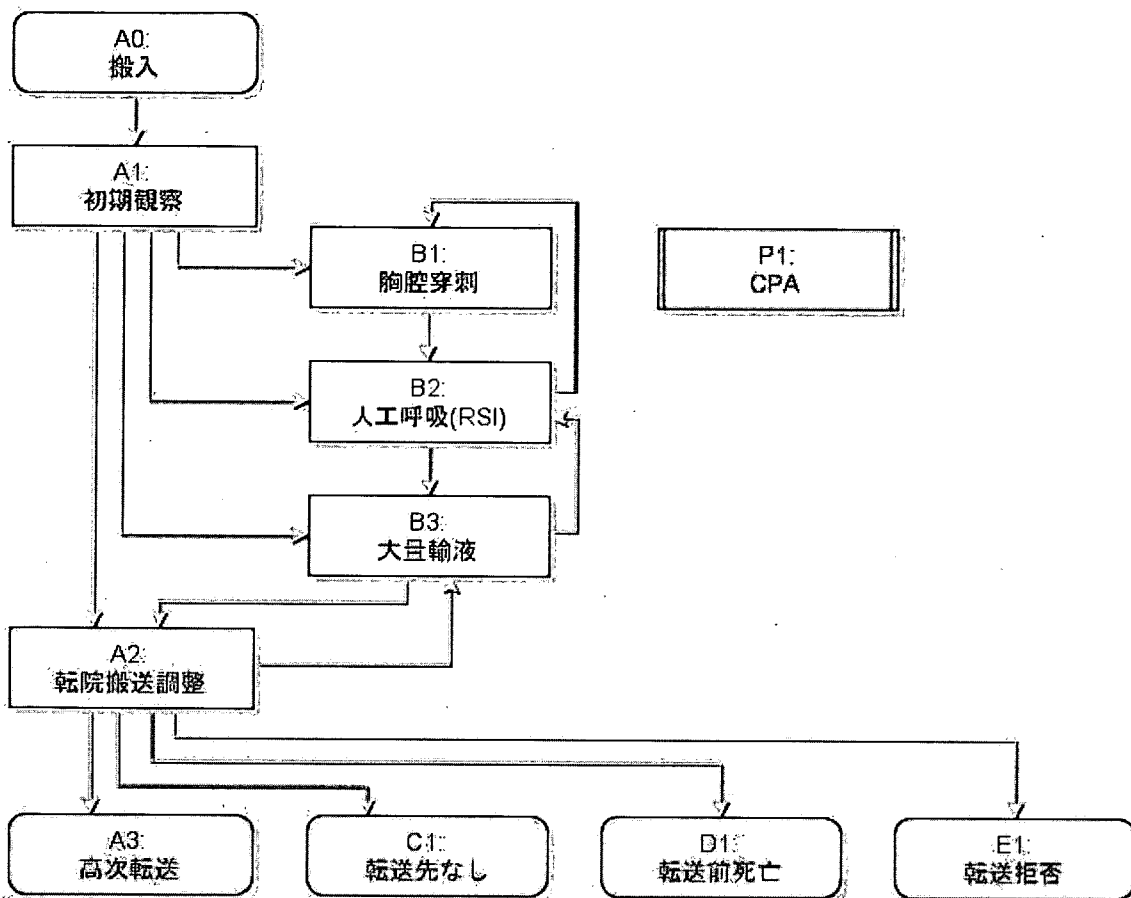 A0:
搬入
A1:
初期観察
B1:
胸腔穿刺
P1:
CPA
B2:
人工呼吸(RSI)
B3:
大量輸液
A2:
転院搬送調整
A3:
高次転送
C1:
転送先なし
D1:
転送前死亡
E1:
転送拒否